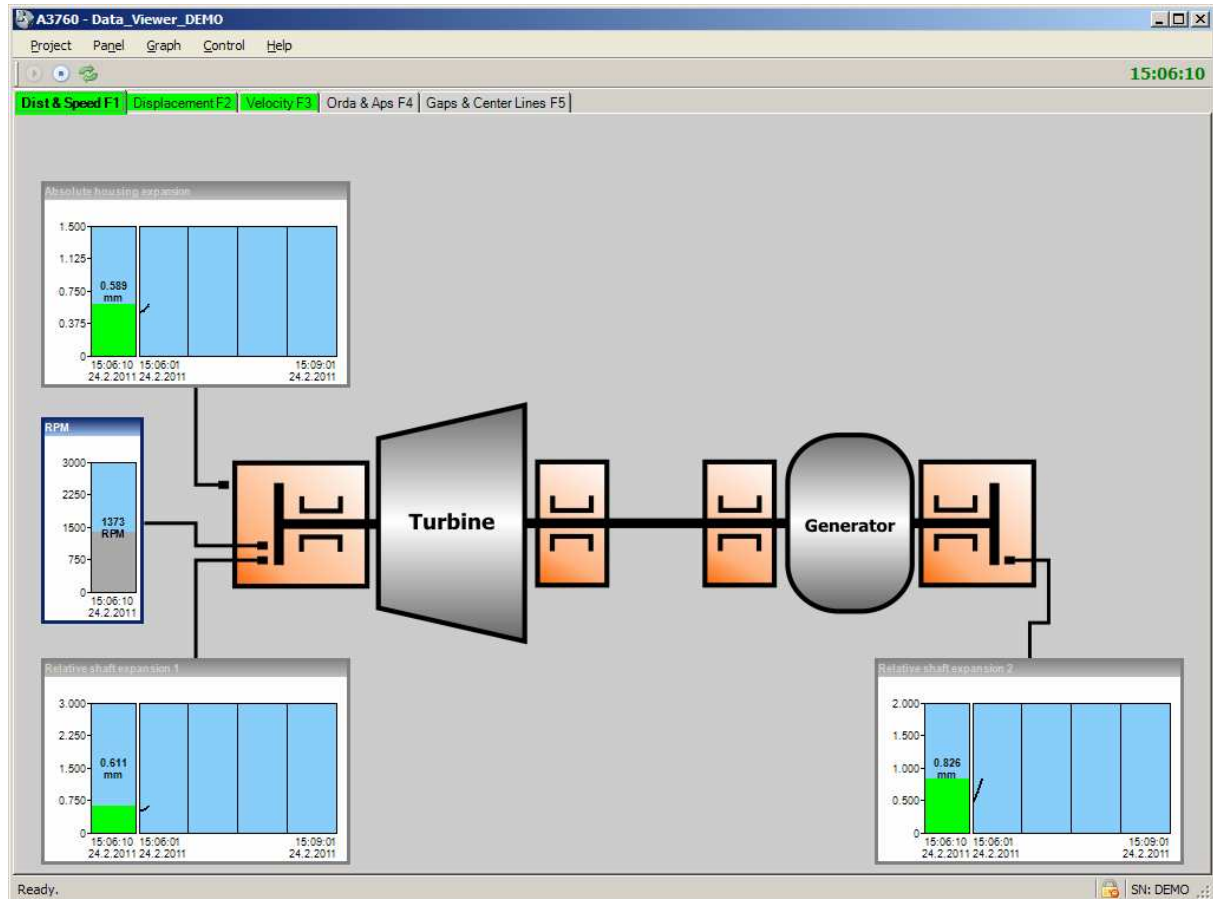 A3760 - Data_Viewer_DEMO
Project Panel Graph Control Help
15:06:10
Dist & Speed F1 Displacement F2 Velocity F3 Orda & Aps F4 Gaps & Center Lines F5
Absolute housing expansion
1.500
1.125
0.750
0.375
0
0.589
mm
15:06:10 15:06:01 15:09:01
24.2.2011 24.2.2011 24.2.2011
RPM
3000
2250
1500
750
0
1373
RPM
15:06:10
24.2.2011
Turbine
Generator
Relative shaft expansion 1
3.000
2.250
1.500
0.750
0
0.611
mm
15:06:10 15:06:01 15:09:01
24.2.2011 24.2.2011 24.2.2011
Relative shaft expansion 2
2.000
1.500
1.000
0.500
0
0.826
mm
15:06:10 15:06:01 15:09:01
24.2.2011 24.2.2011 24.2.2011
Ready.
SN: DEMO